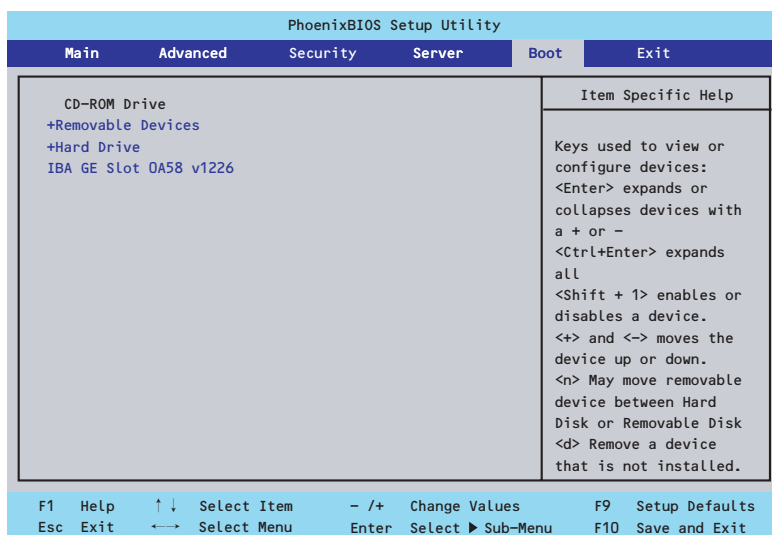 PhoenixBIOS Setup Utility
Main Advanced Security Server Boot Exit
CD-ROM Drive
+Removable Devices
+Hard Drive
IBA GE Slot 0A58 v1226
Item Specific Help
Keys used to view or
configure devices:
<Enter> expands or
collapses devices with
a + or −
<Ctrl+Enter> expands
all
<Shift + 1> enables or
disables a device.
<+> and <−> moves the
device up or down.
<n> May move removable
device between Hard
Disk or Removable Disk
<d> Remove a device
that is not installed.
F1 Help ↑↓ Select Item − /+ Change Values F9 Setup Defaults
Esc Exit ←→ Select Menu Enter Select ▶ Sub-Menu F10 Save and Exit